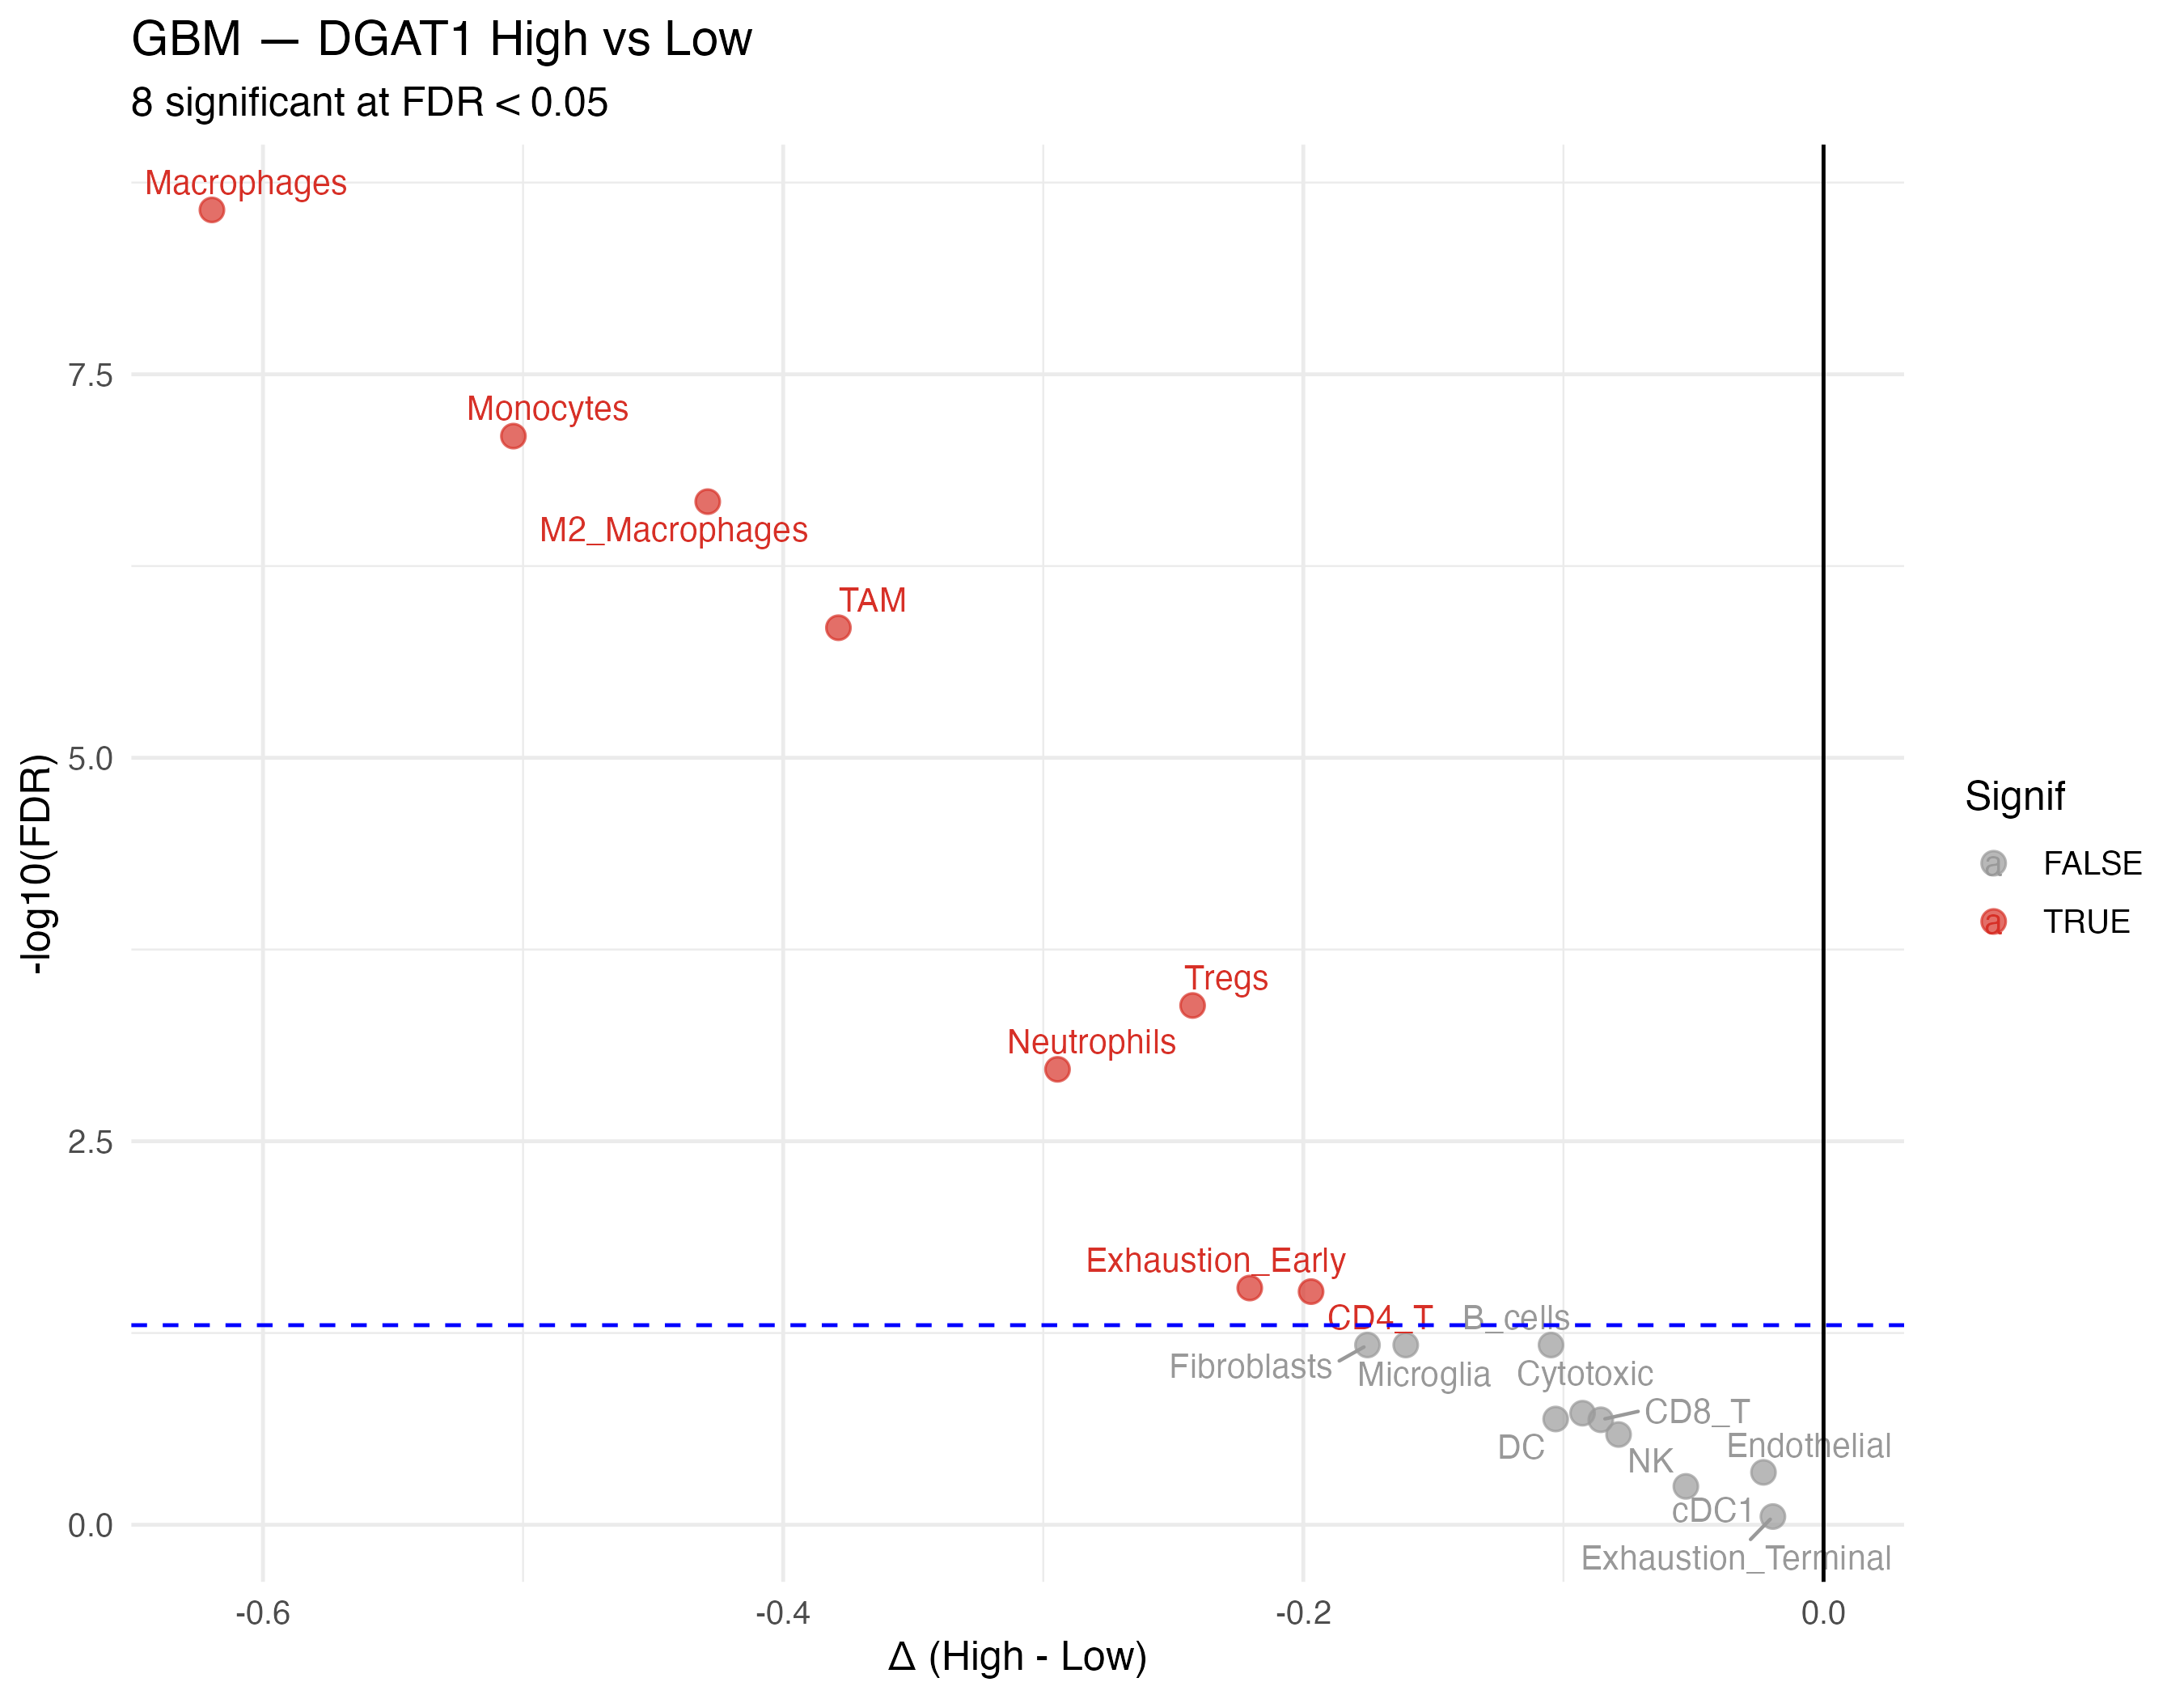 GBM — DGAT1 High vs Low
8 significant at FDR < 0.05
Macrophages
7.5
Monocytes
M2_Macrophages
TAM
5.0
-log10(FDR)
Signif
a FALSE
a TRUE
Tregs
Neutrophils
2.5
Exhaustion_Early
CD4_T
B_cells
Fibroblasts
Microglia
Cytotoxic
CD8_T
DC
Endothelial
NK
cDC1
0.0
Exhaustion_Terminal
-0.6 -0.4 -0.2 0.0
Δ (High - Low)